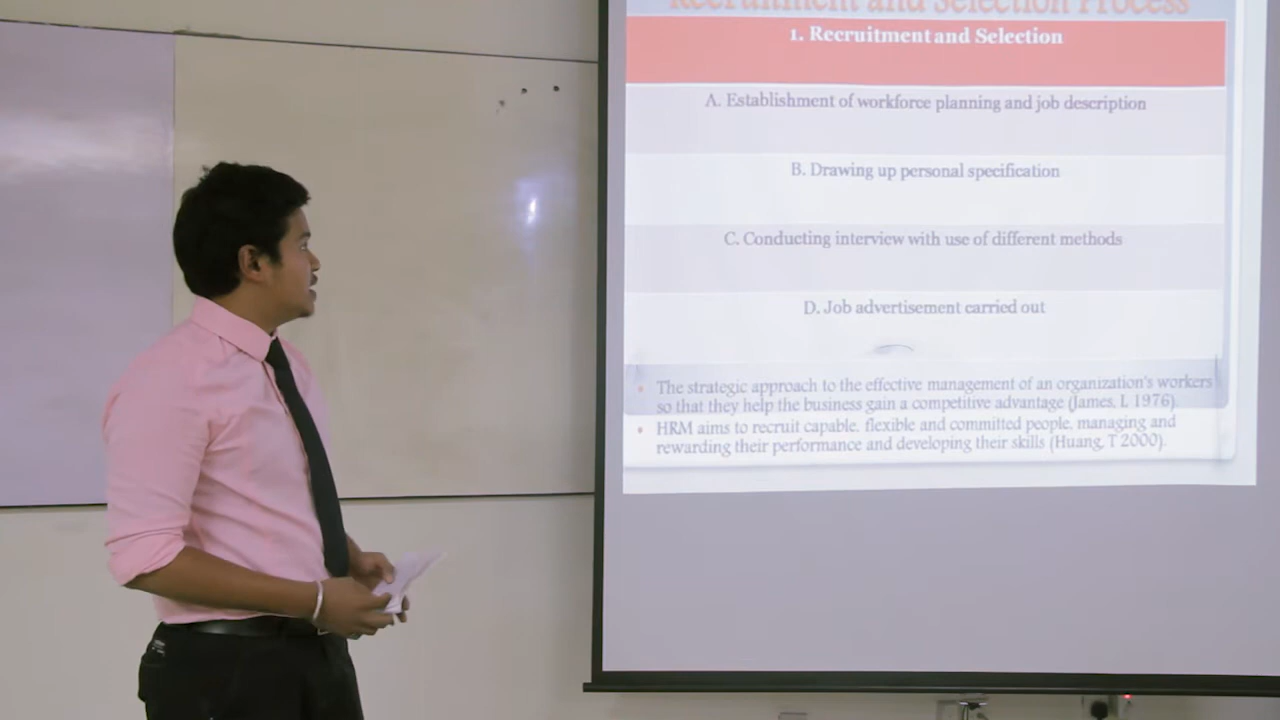 Recruitment and Selection Process
1. Recruitment and Selection
A. Establishment of workforce planning and job description
B. Drawing up personal specification
C. Conducting interview with use of different methods
D. Job advertisement carried out
• The strategic approach to the effective management of an organization's workers
so that they help the business gain a competitive advantage (James, L 1976).
• HRM aims to recruit capable, flexible and committed people, managing and
rewarding their performance and developing their skills (Huang, T 2000).